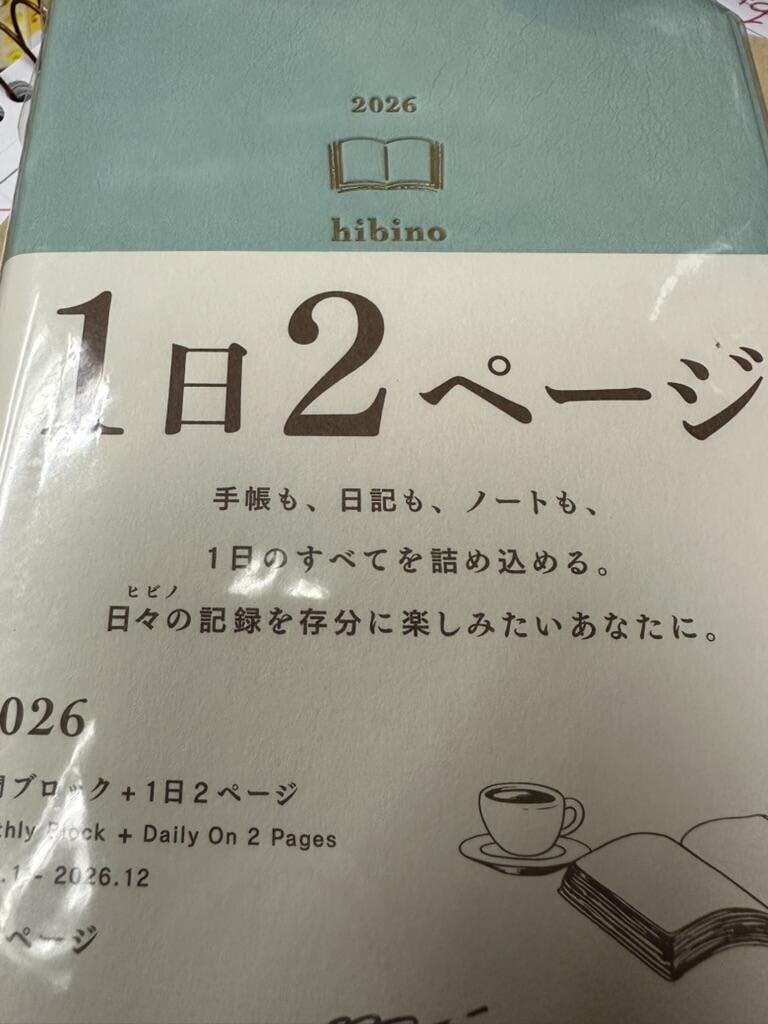 2026
hibino
1日2ページ
手帳も、日記も、ノートも、
1日のすべてを詰め込める。
ヒビノ
日々の記録を存分に楽しみたいあなたに。
2026
ブロック+1日2ページ
Block + Daily On 2 Pages
- 2026.12
ページ